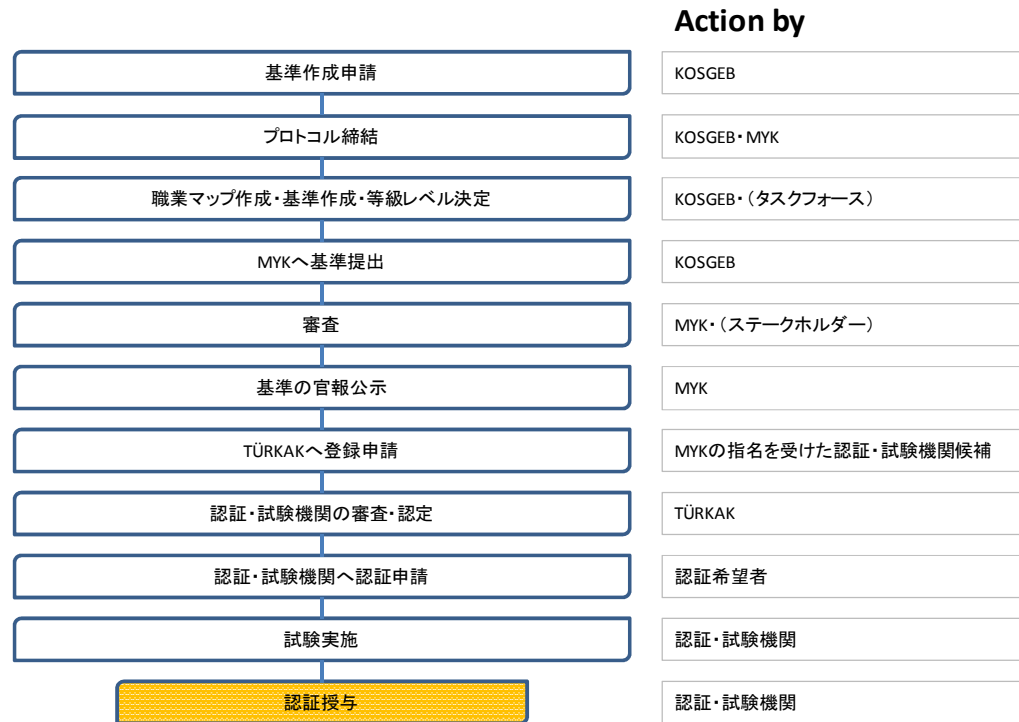 Action by
基準作成申請
KOSGEB
プロトコル締結
KOSGEB・MYK
職業マップ作成・基準作成・等級レベル決定
KOSGEB・（タスクフォース）
MYKへ基準提出
KOSGEB
審査
MYK・（ステークホルダー）
基準の官報公示
MYK
TÜRKAKへ登録申請
MYKの指名を受けた認証・試験機関候補
認証・試験機関の審査・認定
TÜRKAK
認証・試験機関へ認証申請
認証希望者
試験実施
認証・試験機関
認証授与
認証・試験機関